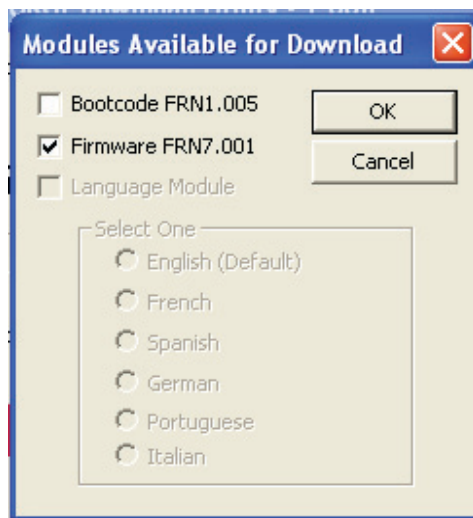 Modules Available for Download
Bootcode FRN1.005
OK
Firmware FRN7.001
Cancel
Language Module
Select One
English (Default)
French
Spanish
German
Portuguese
Italian